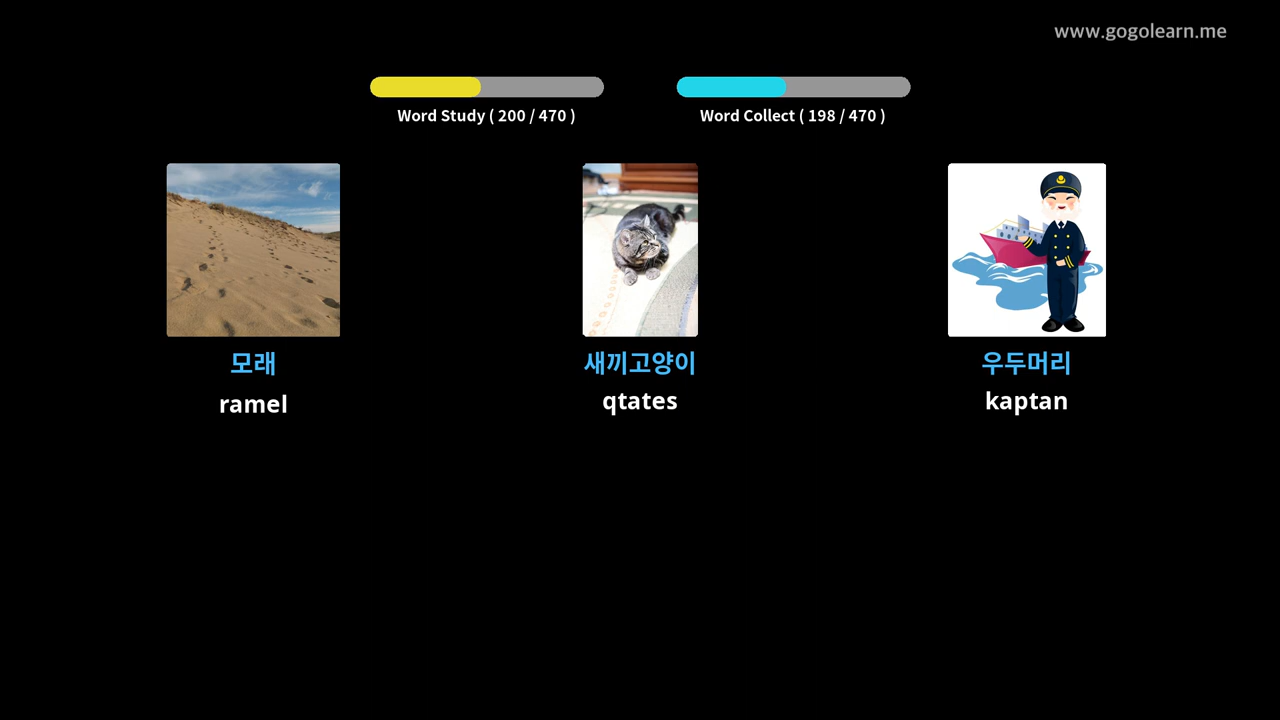 www.gogolearn.me
Word Study ( 200 / 470 )
Word Collect ( 198 / 470 )
모래
ramel
새끼고양이
qtates
우두머리
kaptan